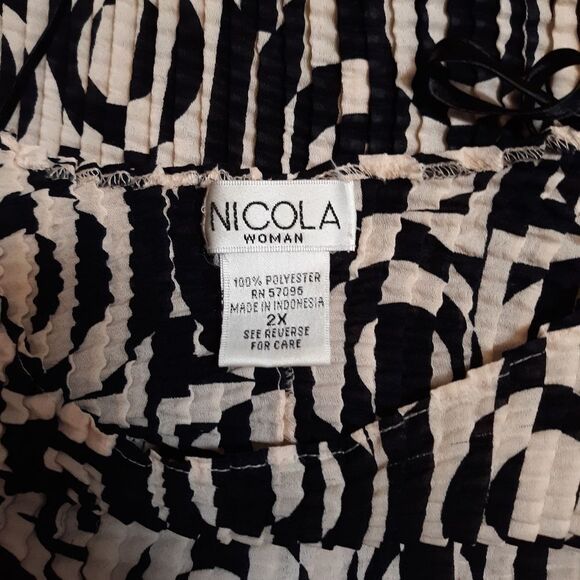 NICOLA
WOMAN
100% POLYESTER
RN 57095
MADE IN INDONESIA
2X
SEE REVERSE
FOR CARE